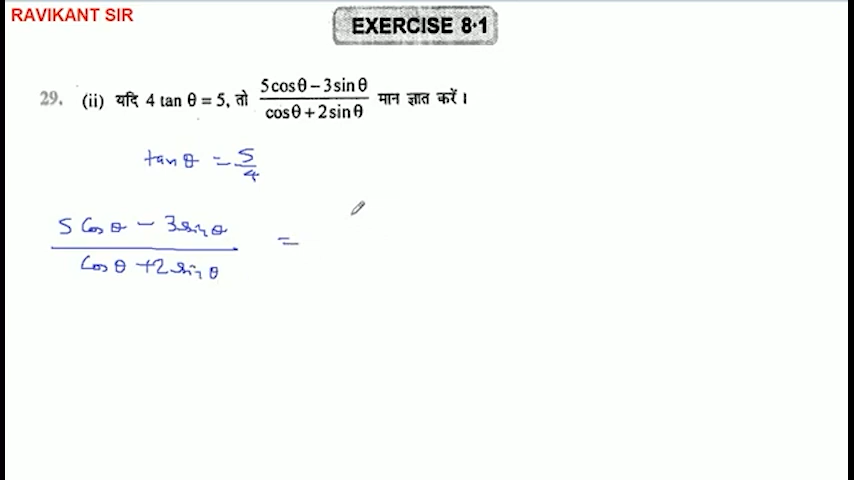 RAVIKANT SIR
EXERCISE 8·1
29. (ii) यदि 4 tan θ = 5, तो (5cosθ − 3sinθ)/(cosθ + 2sinθ) मान ज्ञात करें।
tan θ = 5/4
(5 Cos θ − 3 sin θ)/(Cos θ + 2 sin θ) =